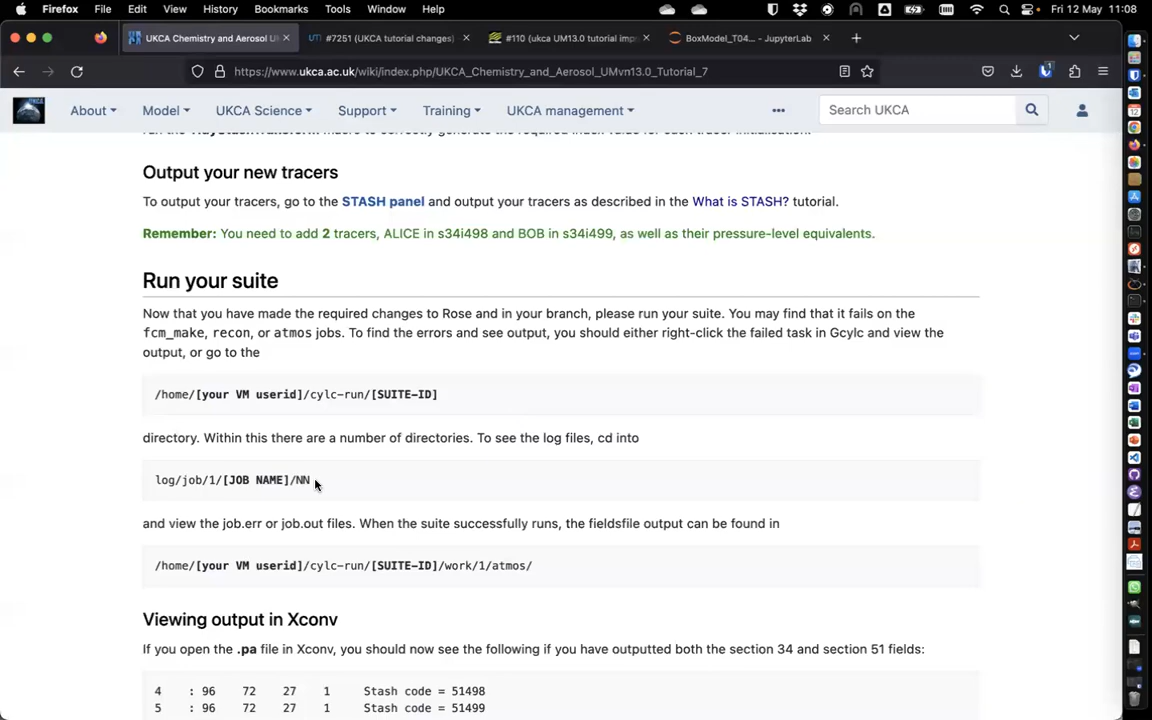 Firefox File Edit View History Bookmarks Tools Window Help Fri 12 May 11:08
UKCA Chemistry and Aerosol U #7251 (UKCA tutorial changes) #110 (ukca UM13.0 tutorial imp BoxModel_T04... - JupyterLab
https://www.ukca.ac.uk/wiki/index.php/UKCA_Chemistry_and_Aerosol_UMvn13.0_Tutorial_7
About Model UKCA Science Support Training UKCA management Search UKCA
Output your new tracers
To output your tracers, go to the STASH panel and output your tracers as described in the What is STASH? tutorial.
Remember: You need to add 2 tracers, ALICE in s34i498 and BOB in s34i499, as well as their pressure-level equivalents.
Run your suite
Now that you have made the required changes to Rose and in your branch, please run your suite. You may find that it fails on the
fcm_make, recon, or atmos jobs. To find the errors and see output, you should either right-click the failed task in Gcylc and view the
output, or go to the
/home/[your VM userid]/cylc-run/[SUITE-ID]
directory. Within this there are a number of directories. To see the log files, cd into
log/job/1/[JOB NAME]/NN
and view the job.err or job.out files. When the suite successfully runs, the fieldsfile output can be found in
/home/[your VM userid]/cylc-run/[SUITE-ID]/work/1/atmos/
Viewing output in Xconv
If you open the .pa file in Xconv, you should now see the following if you have outputted both the section 34 and section 51 fields:
4 : 96 72 27 1 Stash code = 51498
5 : 96 72 27 1 Stash code = 51499